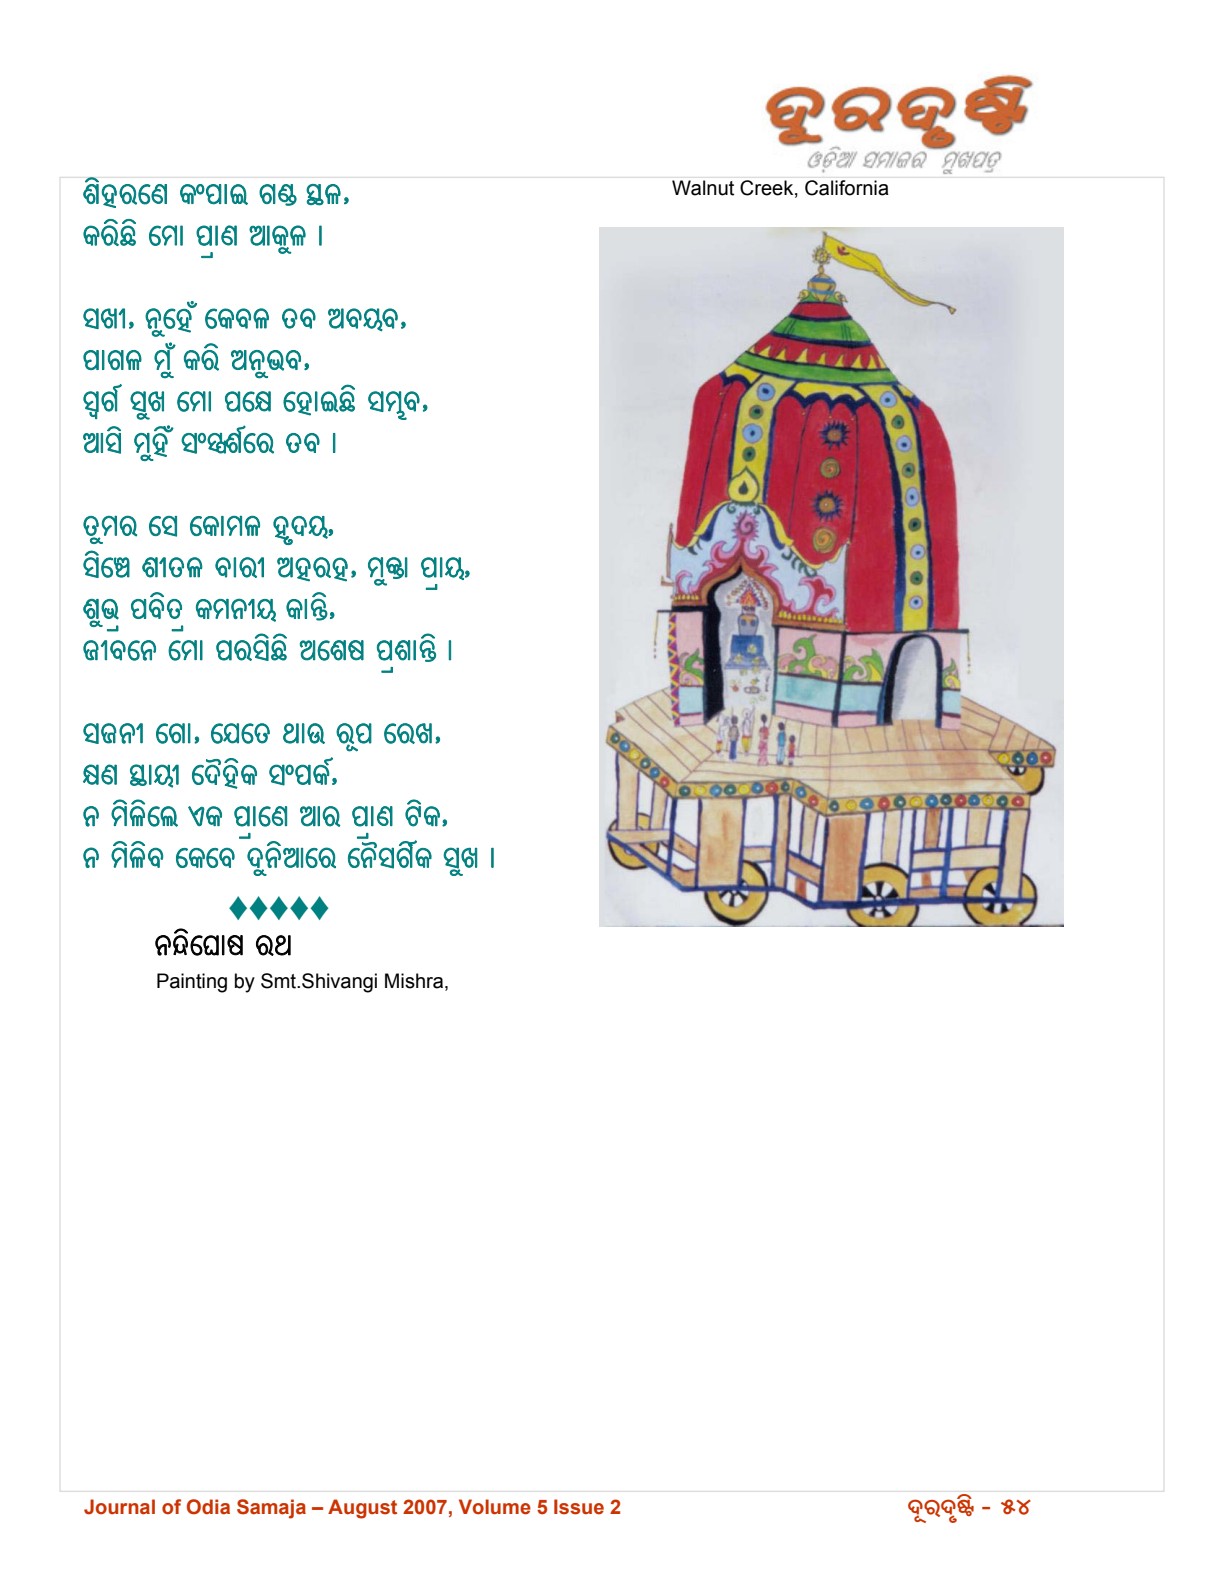 ଦୁରଦୃଷ୍ଟି
ଓଡ଼ିଆ ସମାଜର ମୁଖପତ୍ର
ଶିହରଣେ କଂପାଇ ଗଣ୍ଡ ସ୍ଥଳ,
କରିଛି ମୋ ପ୍ରାଣ ଆକୁଳ ।
ସଖୀ, ନୁହେଁ କେବଳ ତବ ଅବୟବ,
ପାଗଳ ମୁଁ କରି ଅନୁଭବ,
ସ୍ୱର୍ଗ ସୁଖ ମୋ ପକ୍ଷେ ହୋଇଛି ସମ୍ଭବ,
ଆସି ମୁହିଁ ସଂସ୍ପର୍ଶରେ ତବ ।
ତୁମର ସେ କୋମଳ ହୃଦୟ,
ସିଞ୍ଚେ ଶୀତଳ ବାରୀ ଅହରହ, ମୁକ୍ତା ପ୍ରାୟ,
ଶୁଭ୍ର ପବିତ୍ର କମନୀୟ କାନ୍ତି,
ଜୀବନେ ମୋ ପରସିଛି ଅଶେଷ ପ୍ରଶାନ୍ତି ।
ସଜନୀ ଗୋ, ଯେତେ ଥାଉ ରୂପ ରେଖ,
କ୍ଷଣ ସ୍ଥାୟୀ ଦୈହିକ ସଂପର୍କ,
ନ ମିଳିଲେ ଏକ ପ୍ରାଣେ ଆର ପ୍ରାଣ ଟିକ,
ନ ମିଳିବ କେବେ ଦୁନିଆରେ ନୈସର୍ଗିକ ସୁଖ ।
ନନ୍ଦିଘୋଷ ରଥ
Painting by Smt.Shivangi Mishra,
Walnut Creek, California
Journal of Odia Samaja – August 2007, Volume 5 Issue 2
ଦୂରଦୃଷ୍ଟି - ୫୪